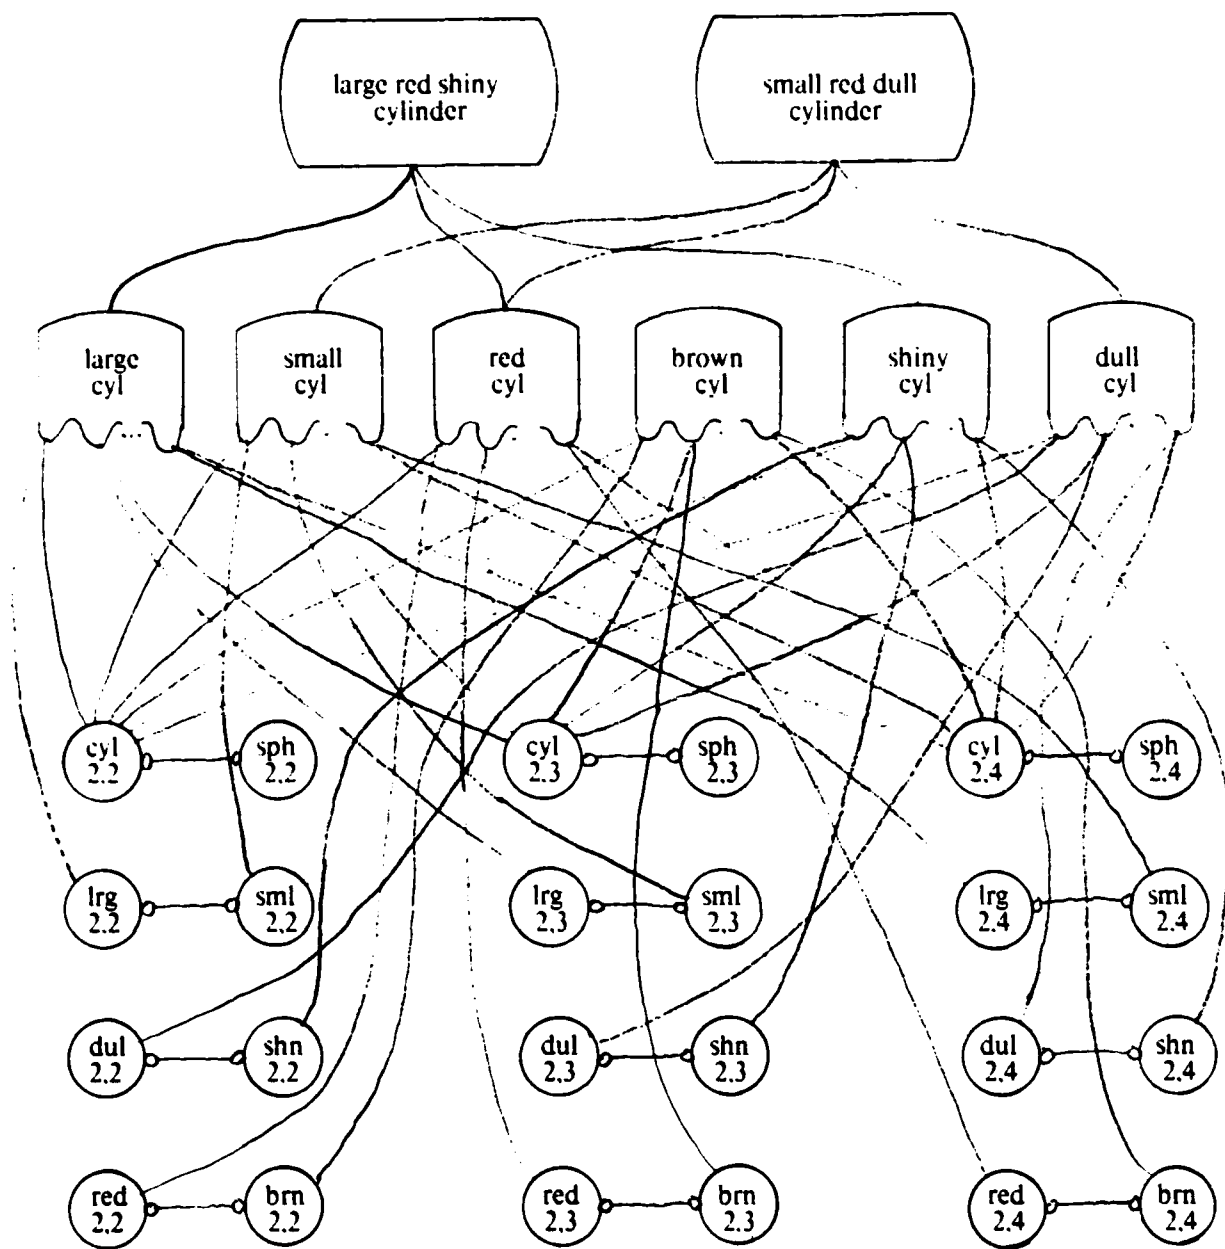 large red shiny
cylinder
small red dull
cylinder
large
cyl
small
cyl
red
cyl
brown
cyl
shiny
cyl
dull
cyl
...
...
...
...
...
...
cyl
2,2
sph
2,2
cyl
2,3
sph
2,3
cyl
2,4
sph
2,4
lrg
2,2
sml
2,2
lrg
2,3
sml
2,3
lrg
2,4
sml
2,4
dul
2,2
shn
2,2
dul
2,3
shn
2,3
dul
2,4
shn
2,4
red
2,2
brn
2,2
red
2,3
brn
2,3
red
2,4
brn
2,4